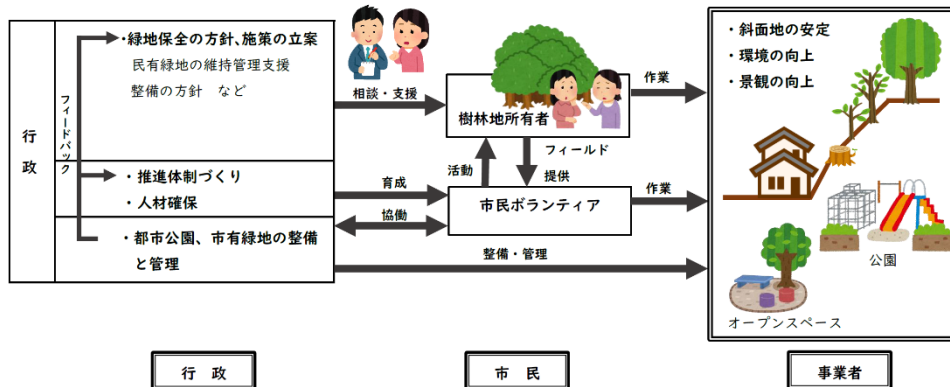 行政
フィードバック
・緑地保全の方針、施策の立案
民有緑地の維持管理支援
整備の方針　など
・推進体制づくり
・人材確保
・都市公園、市有緑地の整備
と管理
相談・支援
育成
協働
整備・管理
樹林地所有者
活動
フィールド
提供
市民ボランティア
作業
作業
・斜面地の安定
・環境の向上
・景観の向上
公園
オープンスペース
行　政
市　民
事業者